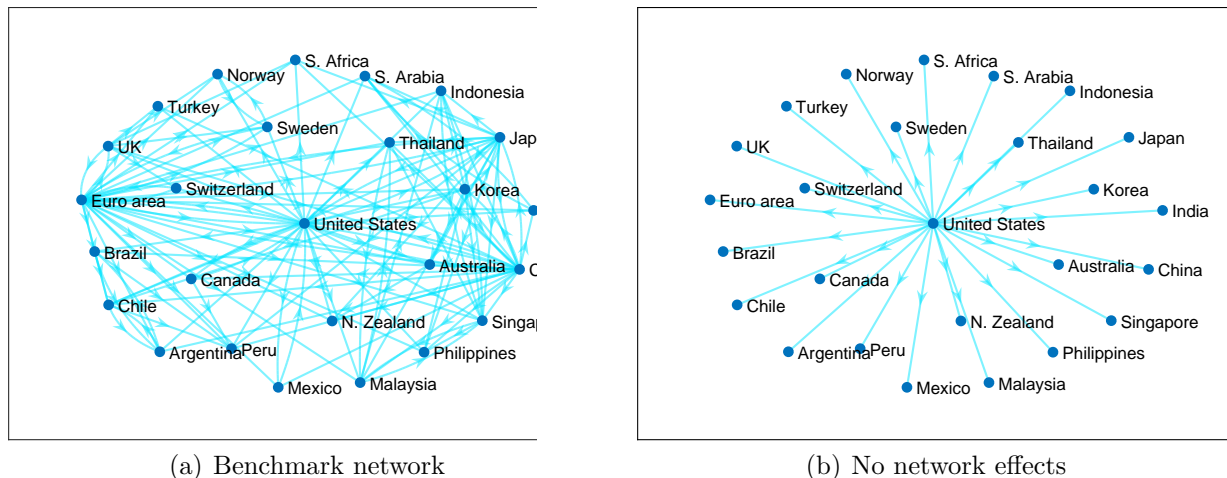 S. Africa
Norway
S. Arabia
Indonesia
Turkey
Sweden
Japa
Thailand
UK
Switzerland
Korea
Euro area
United States
Brazil
Australia
C
Canada
Chile
N. Zealand
Singap
Argentina
Peru
Philippines
Mexico
Malaysia
(a) Benchmark network
S. Africa
Norway
S. Arabia
Indonesia
Turkey
Sweden
Japan
Thailand
UK
Switzerland
Korea
Euro area
India
United States
Brazil
Australia
China
Canada
Chile
N. Zealand
Singapore
Argentina
Peru
Philippines
Mexico
Malaysia
(b) No network effects